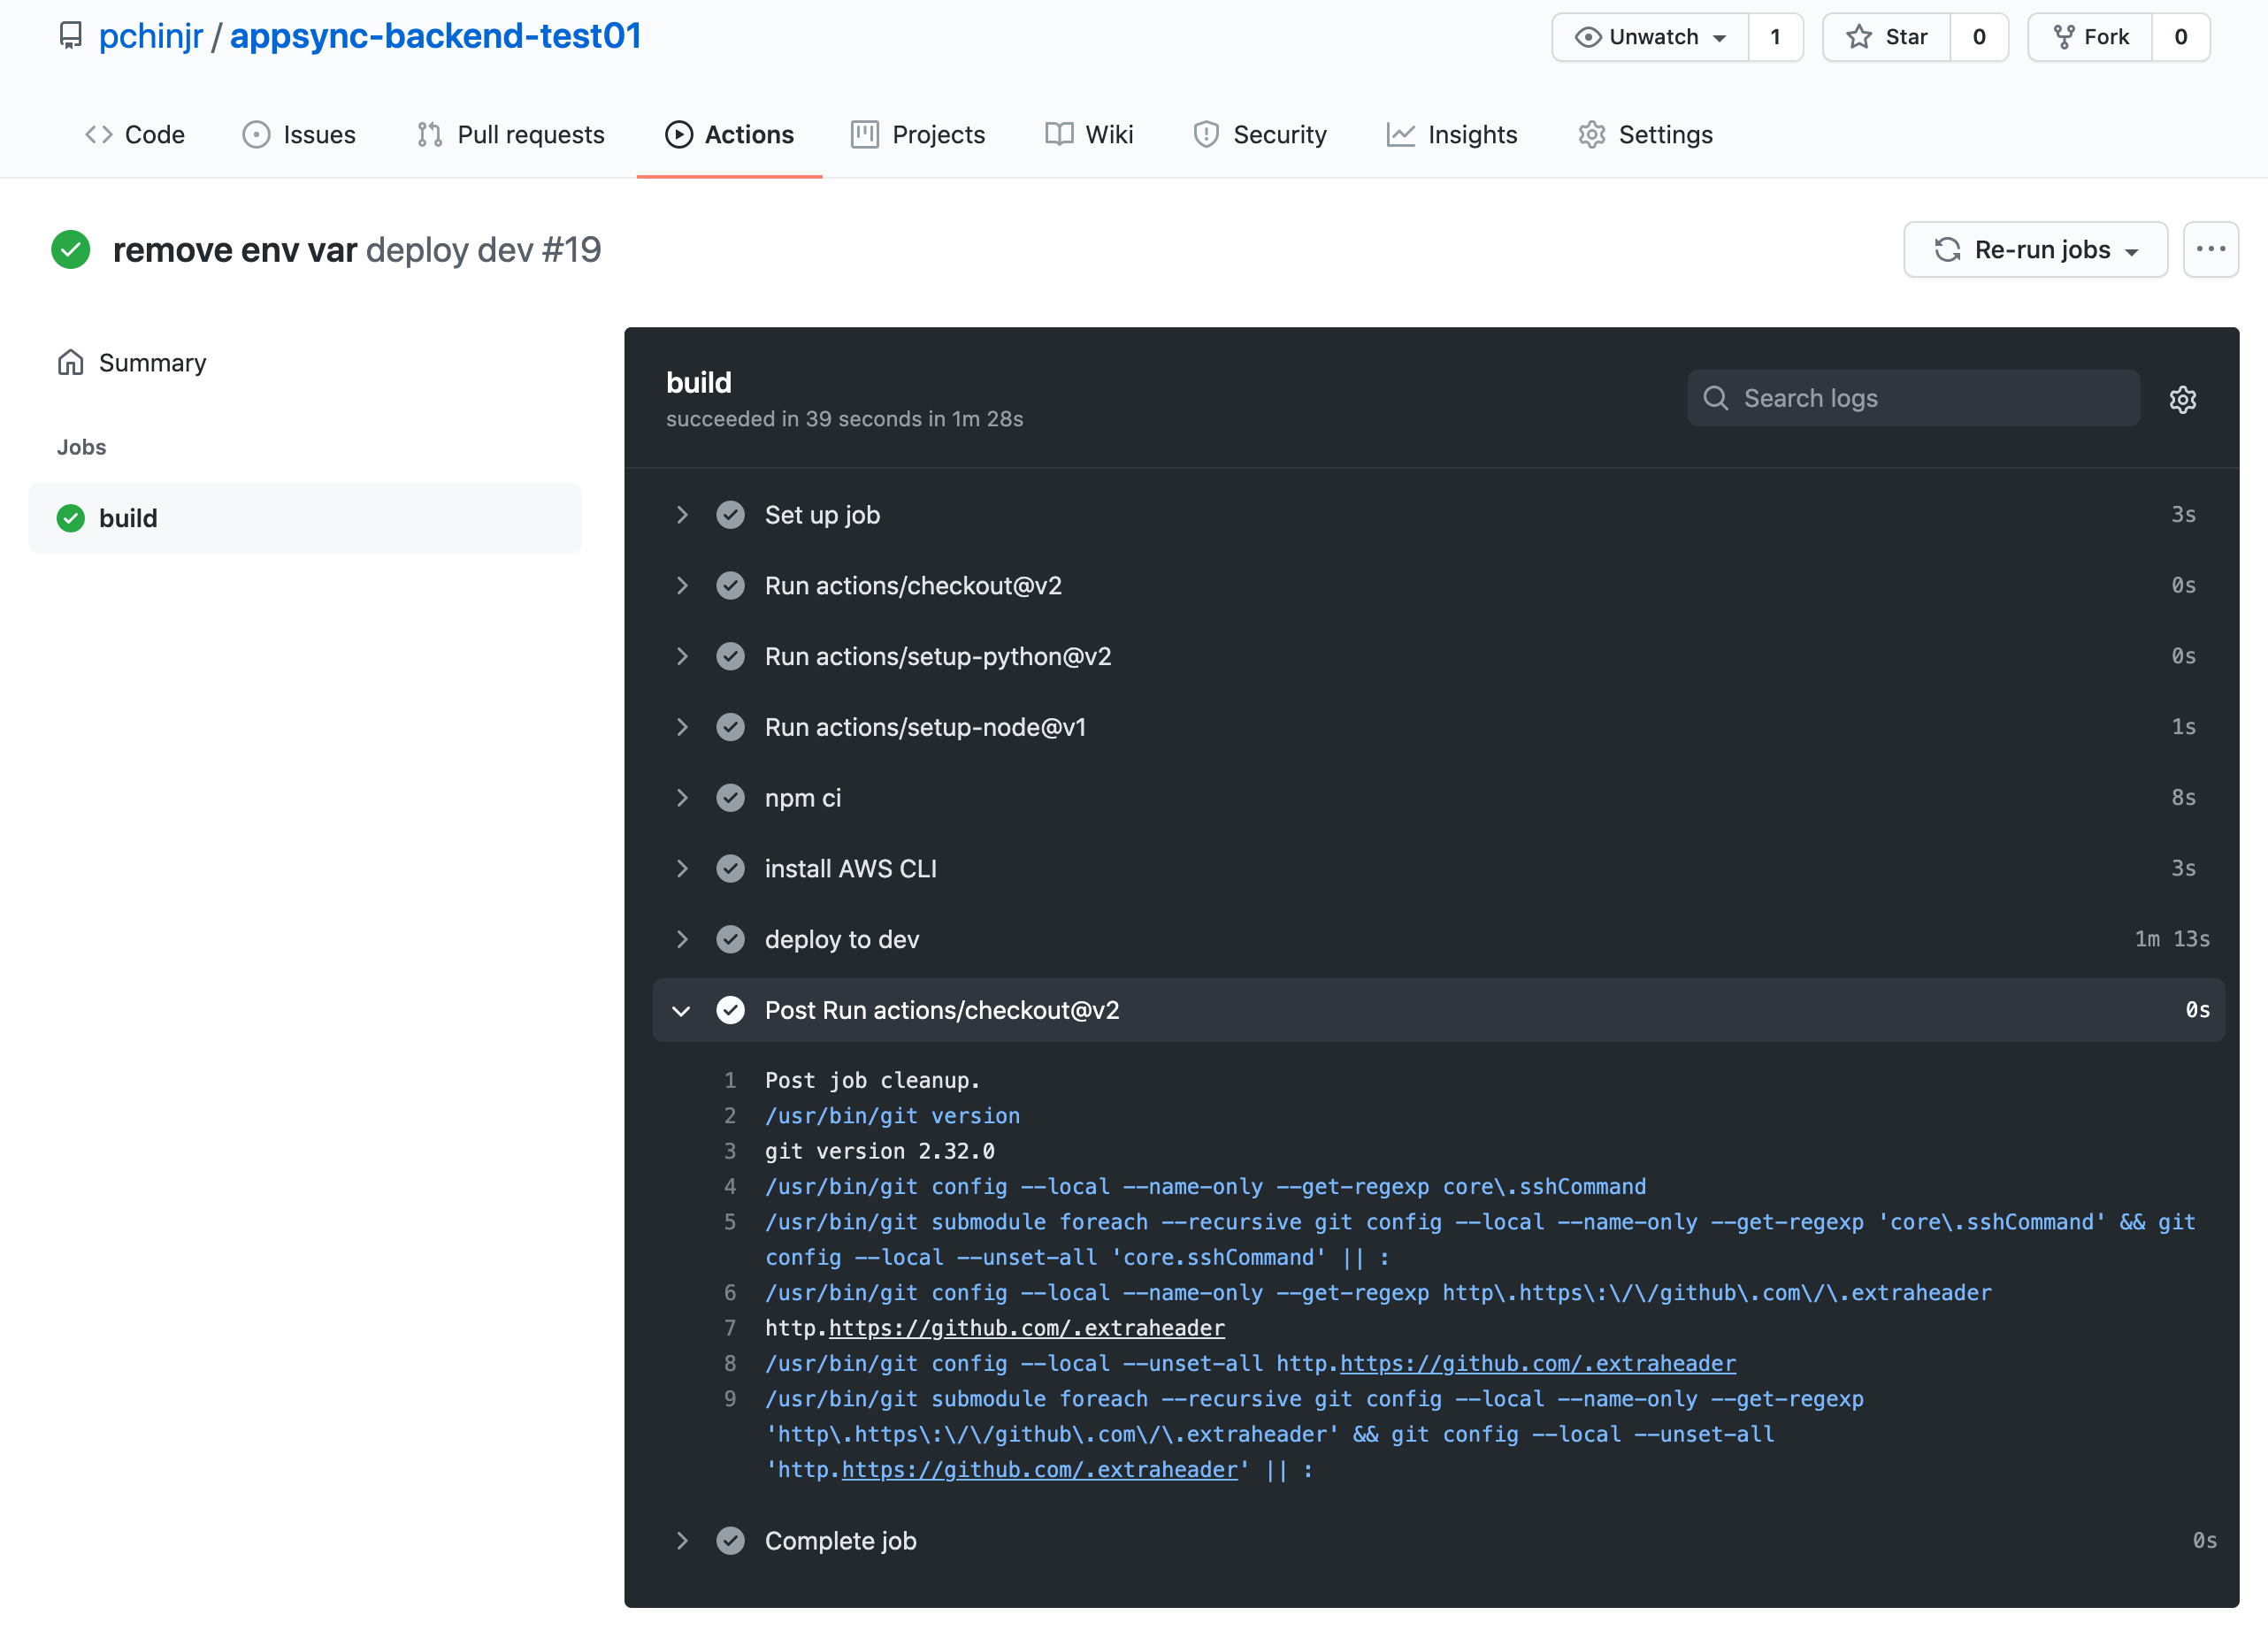 pchinjr / appsync-backend-test01
Unwatch 1 Star 0 Fork 0
Code Issues Pull requests Actions Projects Wiki Security Insights Settings
remove env var deploy dev #19
Re-run jobs
Summary
Jobs
build
build
succeeded in 39 seconds in 1m 28s
Search logs
Set up job 3s
Run actions/checkout@v2 0s
Run actions/setup-python@v2 0s
Run actions/setup-node@v1 1s
npm ci 8s
install AWS CLI 3s
deploy to dev 1m 13s
Post Run actions/checkout@v2 0s
1 Post job cleanup.
2 /usr/bin/git version
3 git version 2.32.0
4 /usr/bin/git config --local --name-only --get-regexp core\.sshCommand
5 /usr/bin/git submodule foreach --recursive git config --local --name-only --get-regexp 'core\.sshCommand' && git
config --local --unset-all 'core.sshCommand' || :
6 /usr/bin/git config --local --name-only --get-regexp http\.https\:\/\/github\.com\/\.extraheader
7 http.https://github.com/.extraheader
8 /usr/bin/git config --local --unset-all http.https://github.com/.extraheader
9 /usr/bin/git submodule foreach --recursive git config --local --name-only --get-regexp
'http\.https\:\/\/github\.com\/\.extraheader' && git config --local --unset-all
'http.https://github.com/.extraheader' || :
Complete job 0s